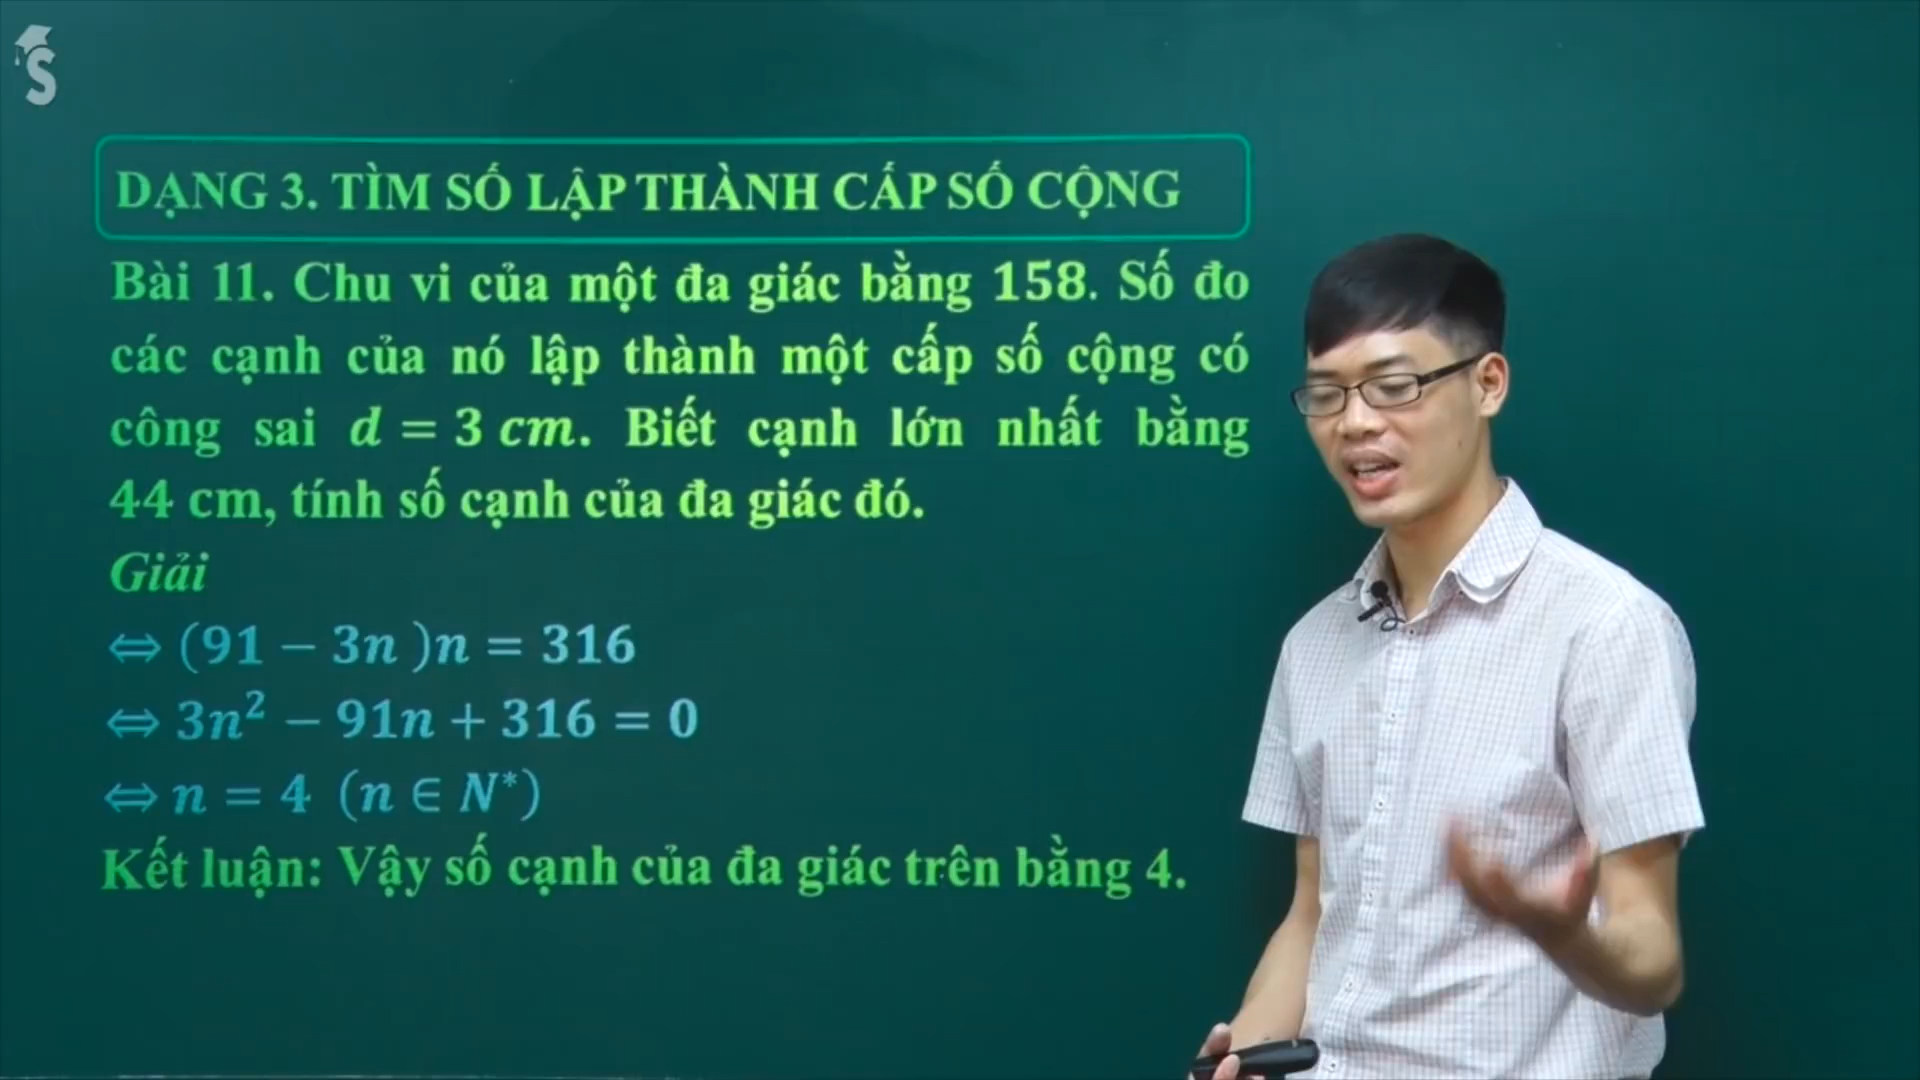 S
DẠNG 3. TÌM SỐ LẬP THÀNH CẤP SỐ CỘNG
Bài 11. Chu vi của một đa giác bằng 158. Số đo
các cạnh của nó lập thành một cấp số cộng có
công sai d = 3 cm. Biết cạnh lớn nhất bằng
44 cm, tính số cạnh của đa giác đó.
Giải
⇔ (91 − 3n )n = 316
⇔ 3n² − 91n + 316 = 0
⇔ n = 4 (n ∈ N*)
Kết luận: Vậy số cạnh của đa giác trên bằng 4.